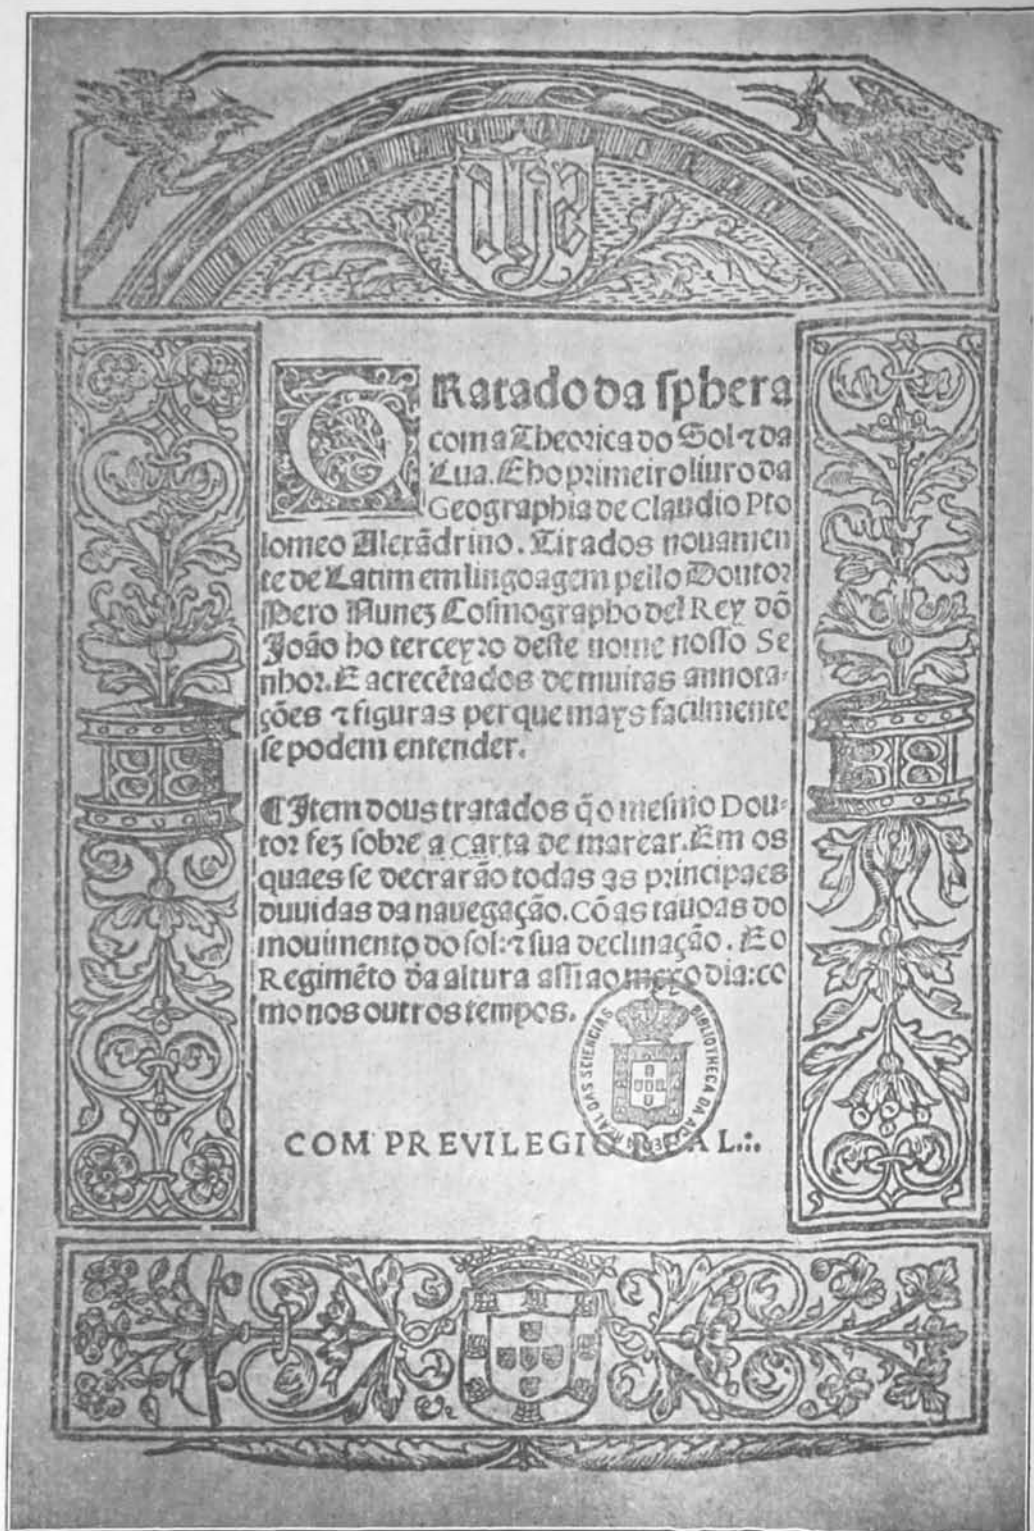 Tratado da sphera
com a Theorica do Sol ⁊ da
Lua. E ho primeiro liuro da
Geographia de Claudio Pto
lomeo Alexãdrino. Tirados nouamen
te de Latim em lingoagem pello Doutor
Pero Nunez Cosmographo del Rey dõ
João ho terceyro deste nome nosso Se
nhor. E acrecẽtados de muitas annota-
ções ⁊ figuras per que mays facilmente
se podem entender.
¶ Item dous tratados q̃ o mesmo Dou-
tor fez sobre a carta de marear. Em os
quaes se decrarão todas as principaes
duuidas da nauegação. Cõ as tauoas do
mouimento do sol: ⁊ sua declinação. E o
Regimẽto da altura assi ao meyo dia: co
mo nos outros tempos.
BIBLIOTHECA DA ACADEMIA REAL DAS SCIENCIAS
COM PREVILEGIO REAL.:.